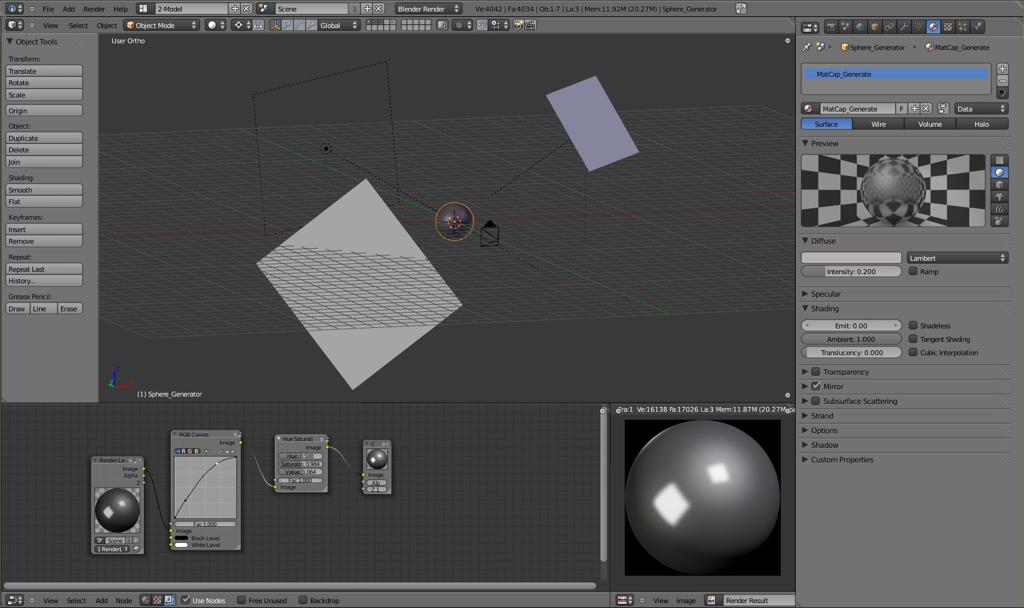 File Add Render Help 2-Model Scene 3 Blender Render Ve:4042 | Fa:4034 | Ob:1-7 | La:3 | Mem:11.92M (20.27M) | Sphere_Generator
View Select Object Object Mode Global
Object Tools
Transform:
Translate
Rotate
Scale
Origin
Object:
Duplicate
Delete
Join
Shading:
Smooth
Flat
Keyframes:
Insert
Remove
Repeat:
Repeat Last
History...
Grease Pencil:
Draw Line Erase
User Ortho
(1) Sphere_Generator
Sphere_Generator MatCap_Generate
MatCap_Generate
MatCap_Generate F Data
Surface Wire Volume Halo
Preview
Diffuse
Lambert
Intensity: 0.200 Ramp
Specular
Shading
Emit: 0.00 Shadeless
Ambient: 1.000 Tangent Shading
Translucency: 0.000 Cubic Interpolation
Transparency
Mirror
Subsurface Scattering
Strand
Options
Shadow
Custom Properties
Render La
Image
Alpha
Z
Scene
1 RenderL
RGB Curves
Image
C R G B
Fac 1.000
Image
Black Level
White Level
Hue Saturati
Image
Hue: 0.500
Saturatio: 0.984
Value: 1.064
Fac 1.000
Image
Image
Z 1
Fra:1 Ve:16138 Fa:17026 La:3 Mem:11.87M (20.27M
View Select Add Node Use Nodes Free Unused Backdrop
View Image Render Result